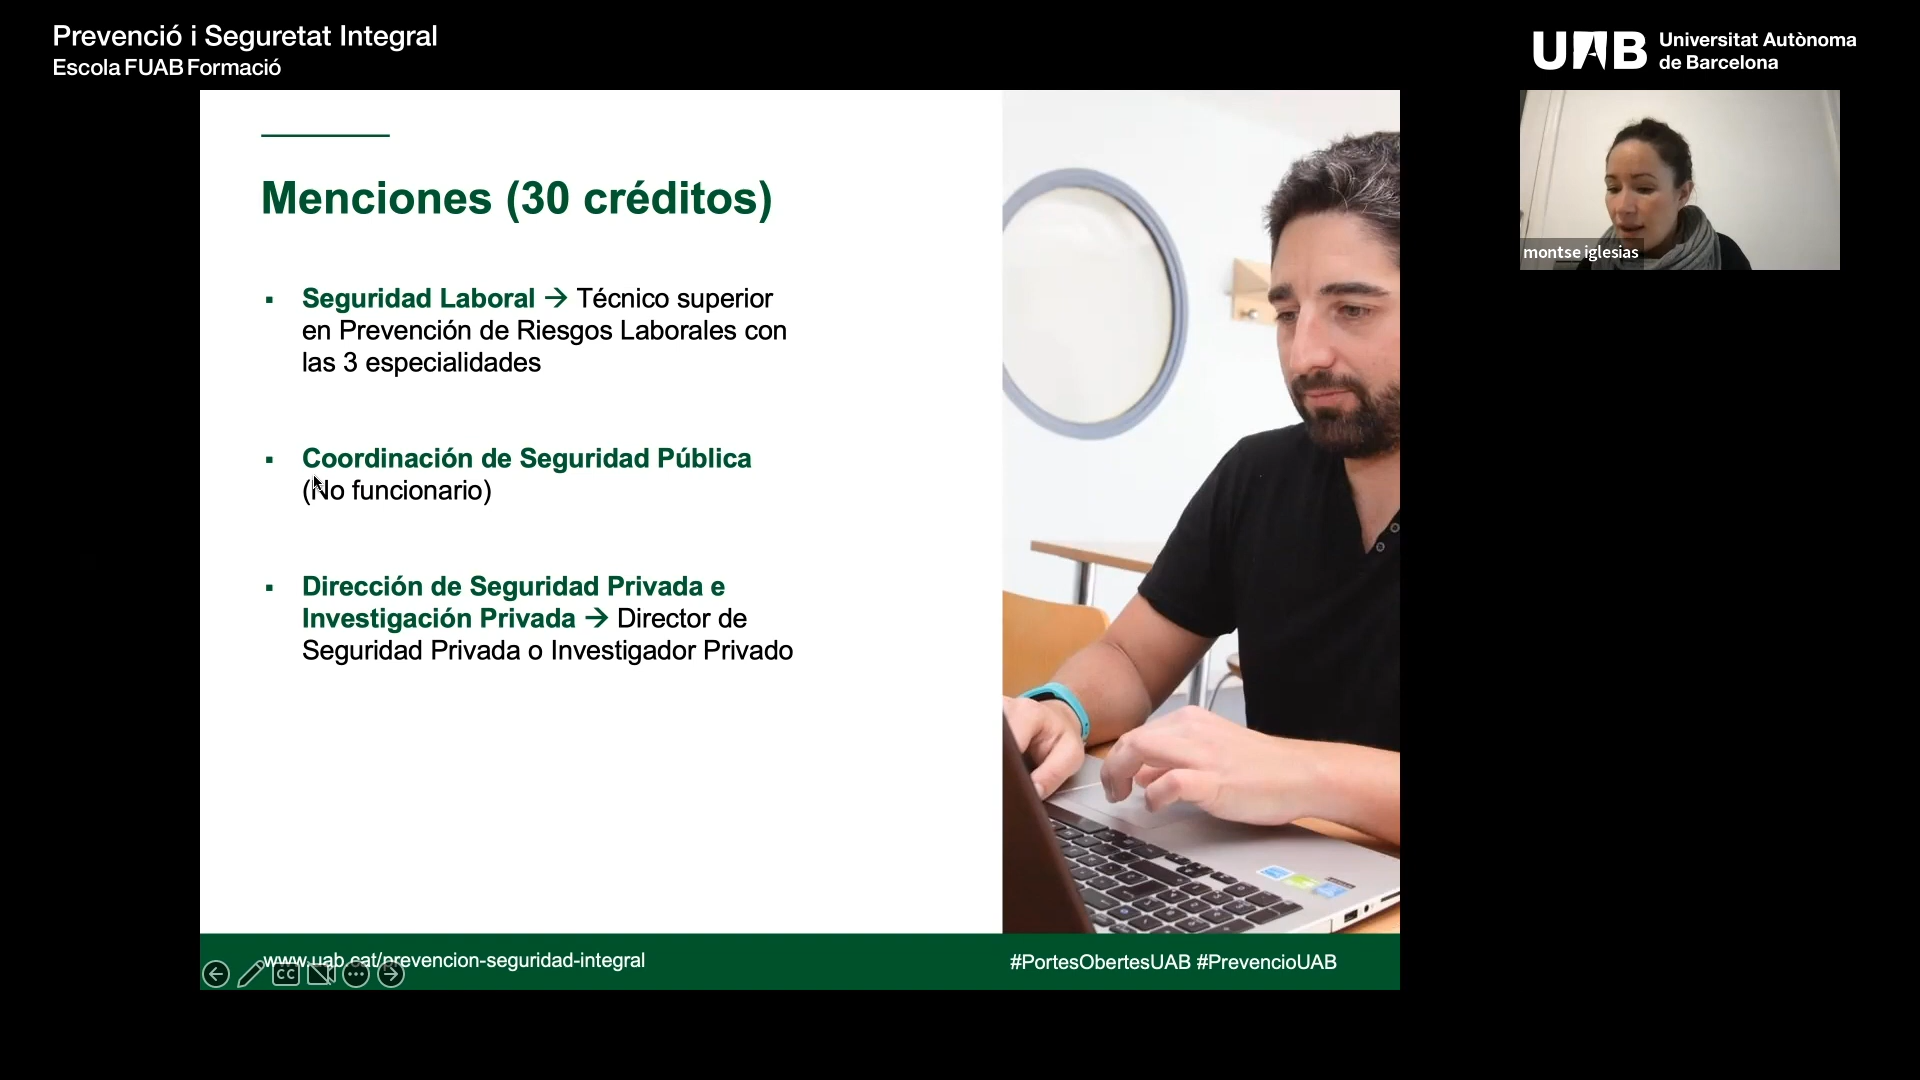 Prevenció i Seguretat Integral
Escola FUAB Formació
UAB Universitat Autònoma
de Barcelona
montse iglesias
Menciones (30 créditos)
▪ Seguridad Laboral → Técnico superior
en Prevención de Riesgos Laborales con
las 3 especialidades
▪ Coordinación de Seguridad Pública
(No funcionario)
▪ Dirección de Seguridad Privada e
Investigación Privada → Director de
Seguridad Privada o Investigador Privado
www.uab.cat/prevencion-seguridad-integral
#PortesObertesUAB #PrevencioUAB
CC